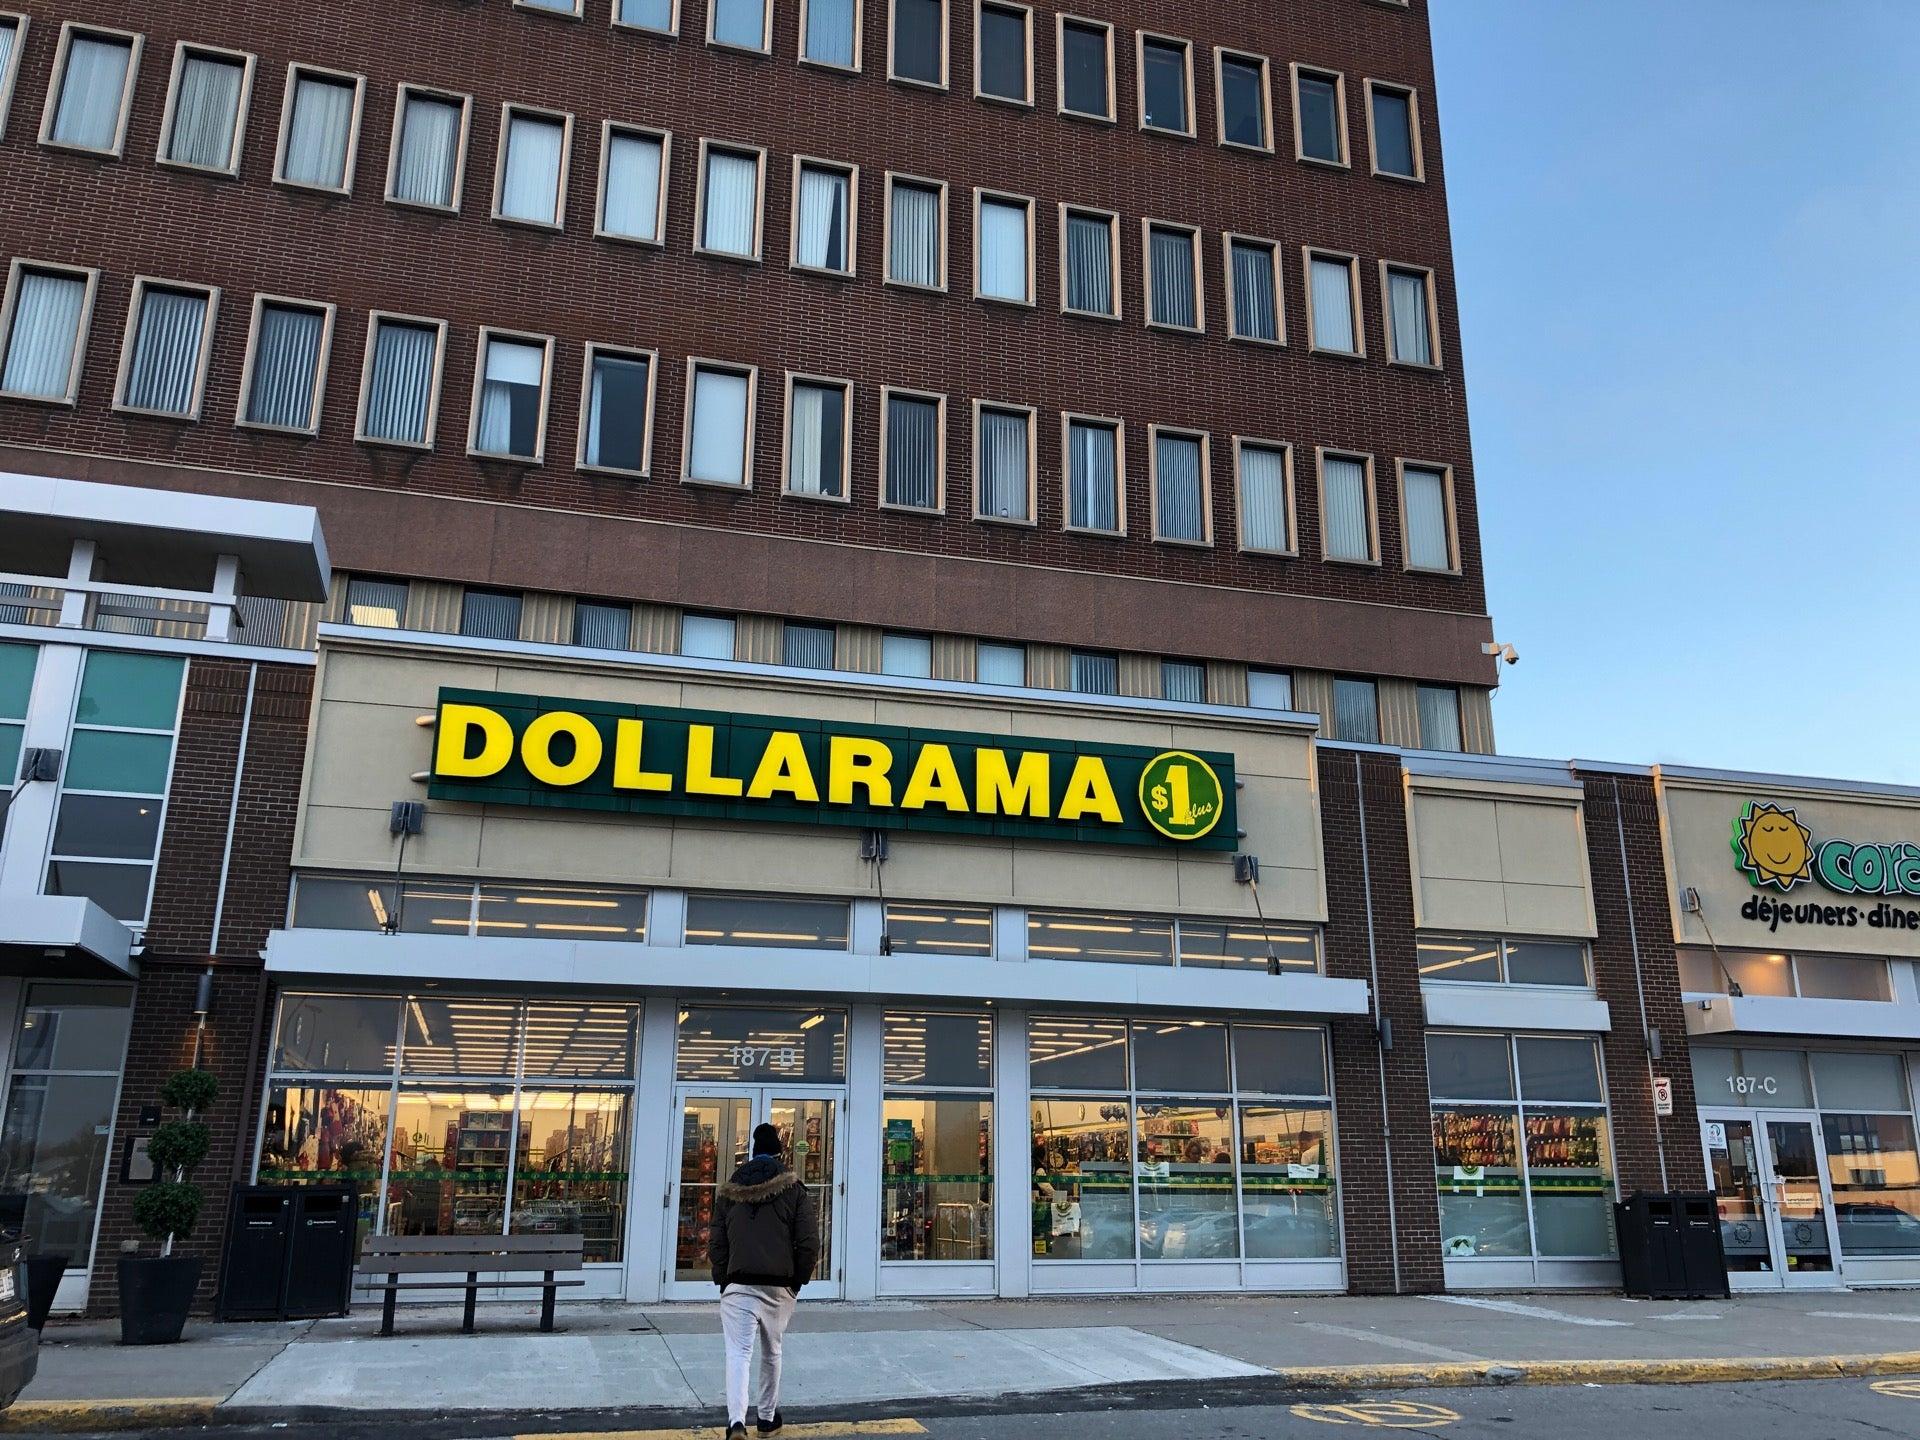 DOLLARAMA $1 plus
cora
déjeuners · dîne
187-B
187-C